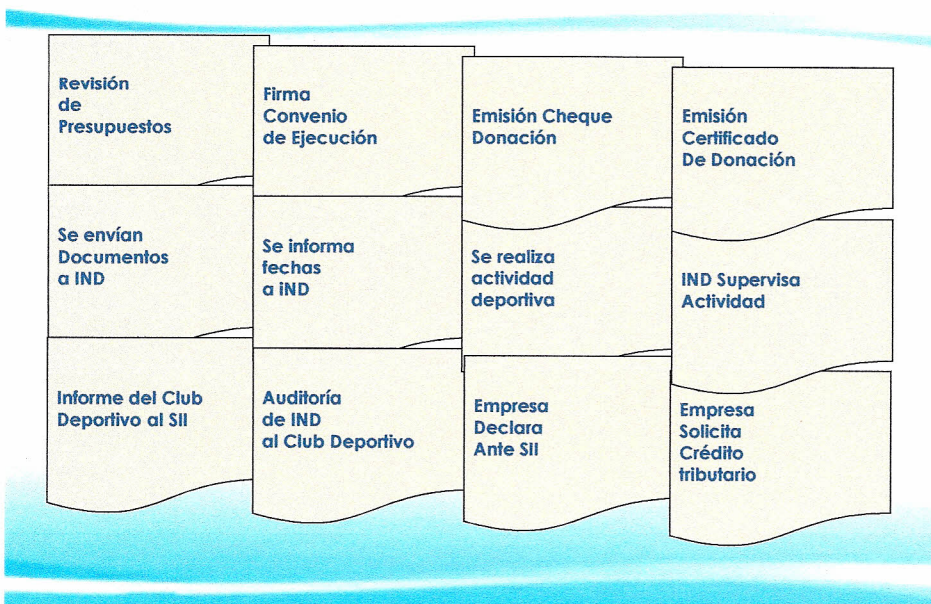 Revisión
de
Presupuestos
Firma
Convenio
de Ejecución
Emisión Cheque
Donación
Emisión
Certificado
De Donación
Se envían
Documentos
a IND
Se informa
fechas
a IND
Se realiza
actividad
deportiva
IND Supervisa
Actividad
Informe del Club
Deportivo al SII
Auditoría
de IND
al Club Deportivo
Empresa
Declara
Ante SII
Empresa
Solicita
Crédito
tributario